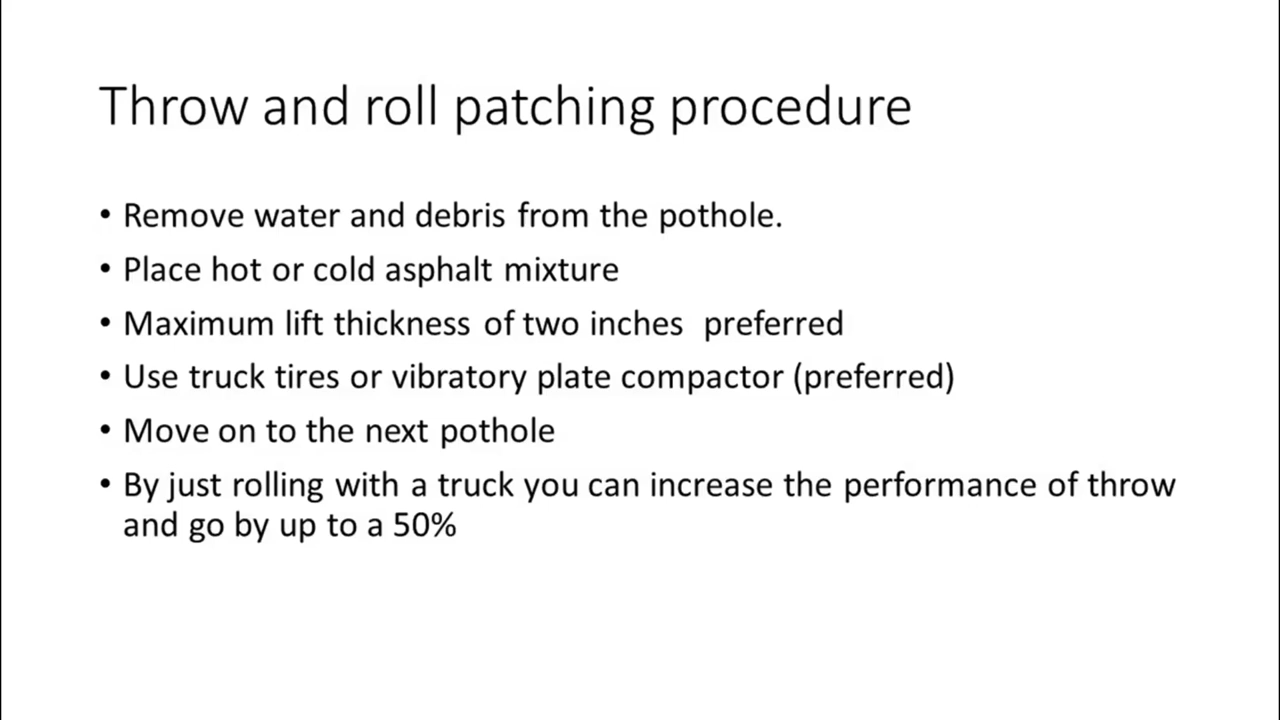 Throw and roll patching procedure
• Remove water and debris from the pothole.
• Place hot or cold asphalt mixture
• Maximum lift thickness of two inches  preferred
• Use truck tires or vibratory plate compactor (preferred)
• Move on to the next pothole
• By just rolling with a truck you can increase the performance of throw
and go by up to a 50%